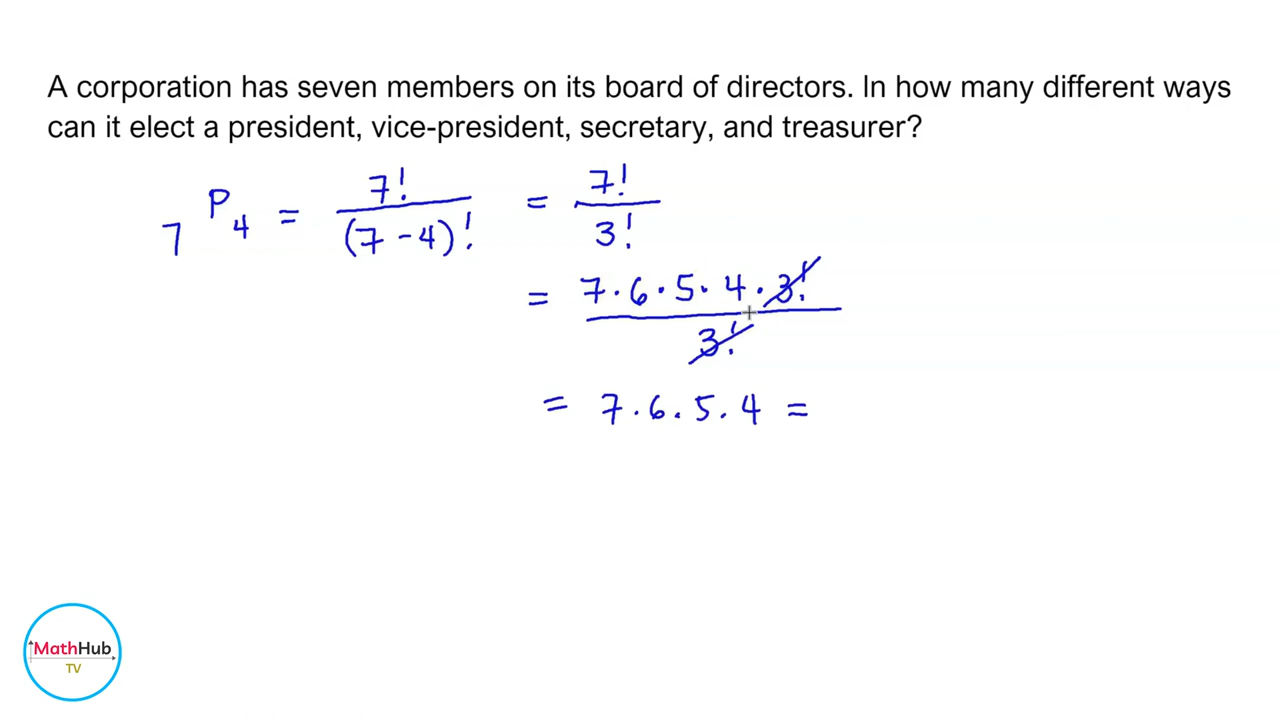 A corporation has seven members on its board of directors. In how many different ways
can it elect a president, vice-president, secretary, and treasurer?
7 P 4 = 7! / (7 - 4)! = 7! / 3!
= 7 · 6 · 5 · 4 · 3! / 3!
= 7 · 6 · 5 · 4 =
MathHub
TV